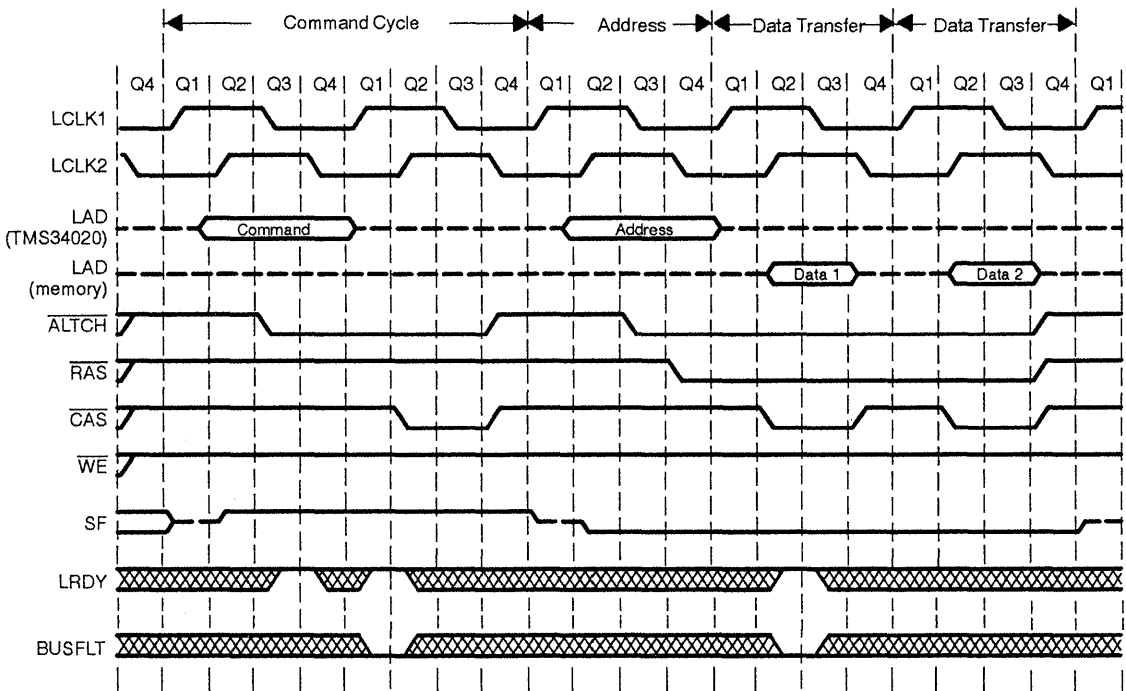 Command Cycle Address Data Transfer Data Transfer
Q4 Q1 Q2 Q3 Q4 Q1 Q2 Q3 Q4 Q1 Q2 Q3 Q4 Q1 Q2 Q3 Q4 Q1 Q2 Q3 Q4 Q1
LCLK1
LCLK2
LAD
(TMS34020)
Command Address
LAD
(memory)
Data 1 Data 2
ALTCH
RAS
CAS
WE
SF
LRDY
BUSFLT